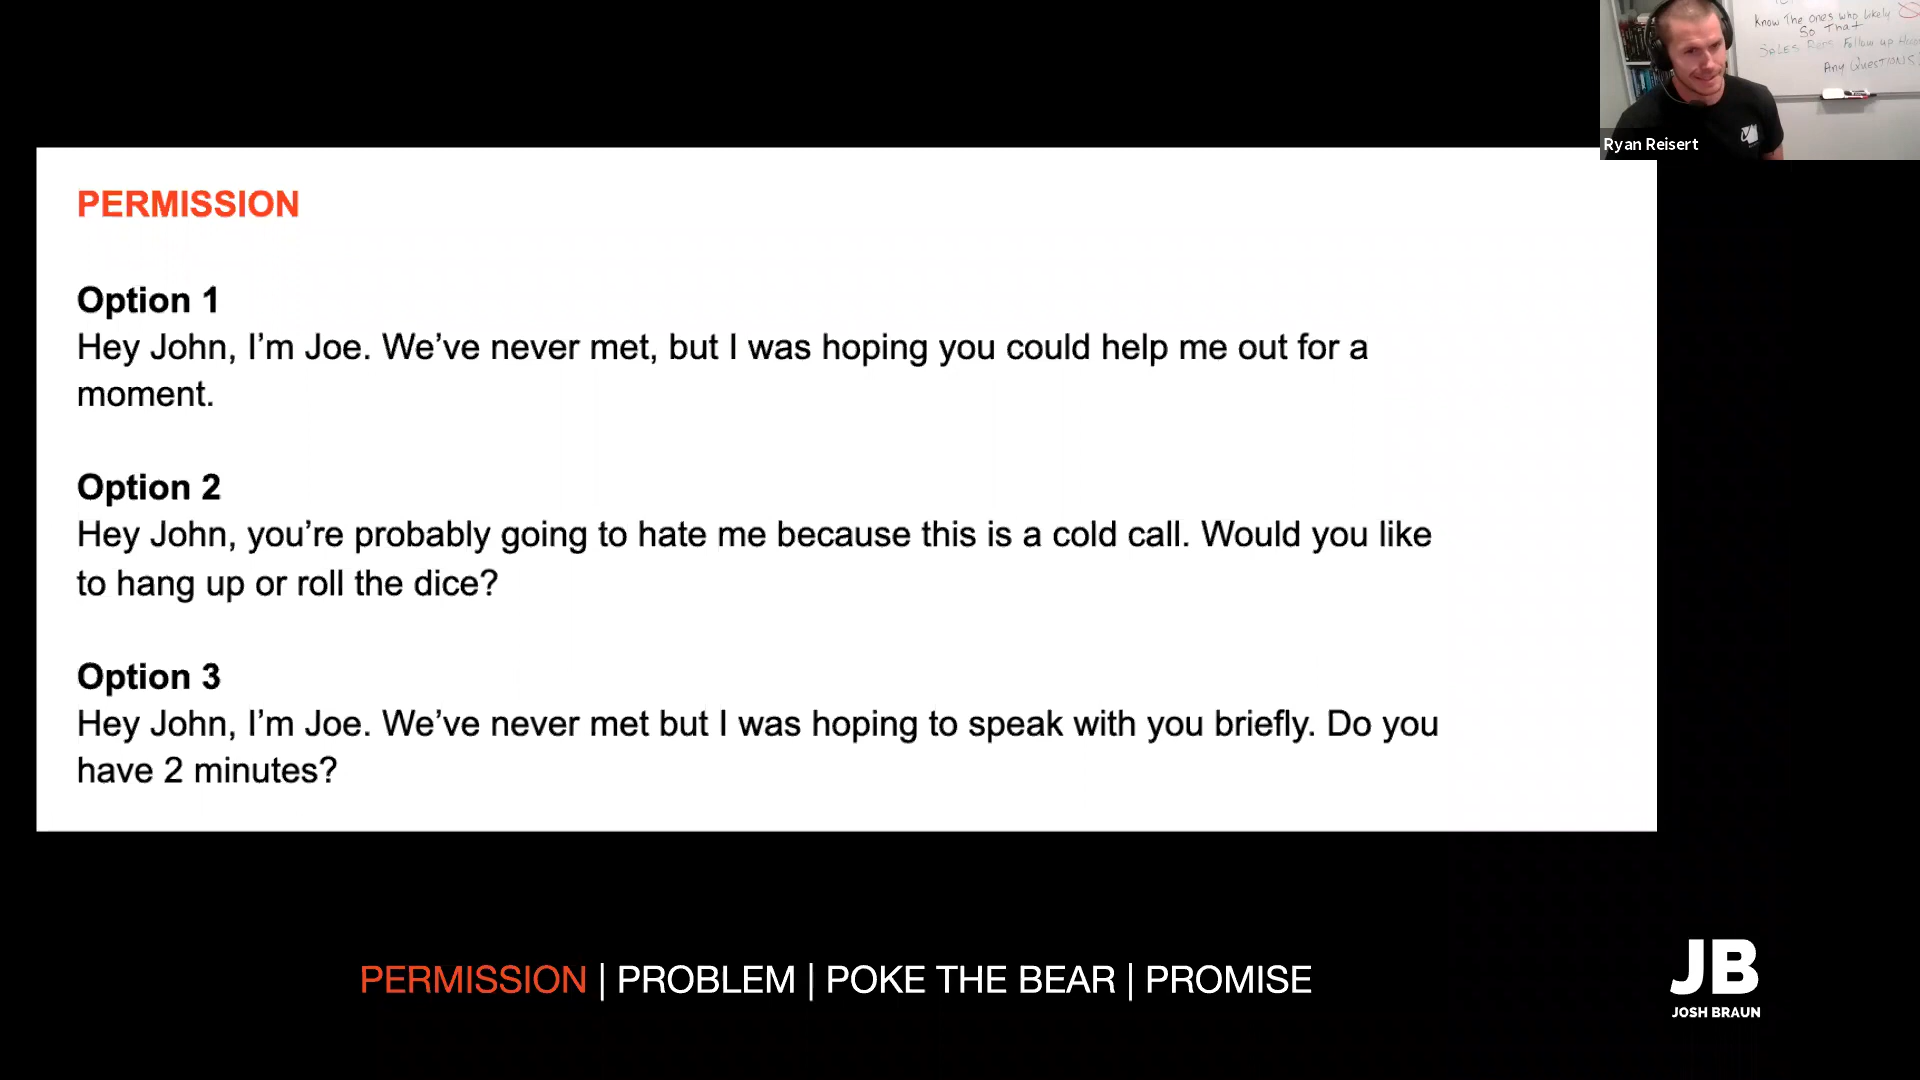 Know The ones who likely
So That
SALES Reps Follow up
Any QUESTIONS
Ryan Reisert
PERMISSION
Option 1
Hey John, I’m Joe. We’ve never met, but I was hoping you could help me out for a
moment.
Option 2
Hey John, you’re probably going to hate me because this is a cold call. Would you like
to hang up or roll the dice?
Option 3
Hey John, I’m Joe. We’ve never met but I was hoping to speak with you briefly. Do you
have 2 minutes?
PERMISSION | PROBLEM | POKE THE BEAR | PROMISE
JB
JOSH BRAUN